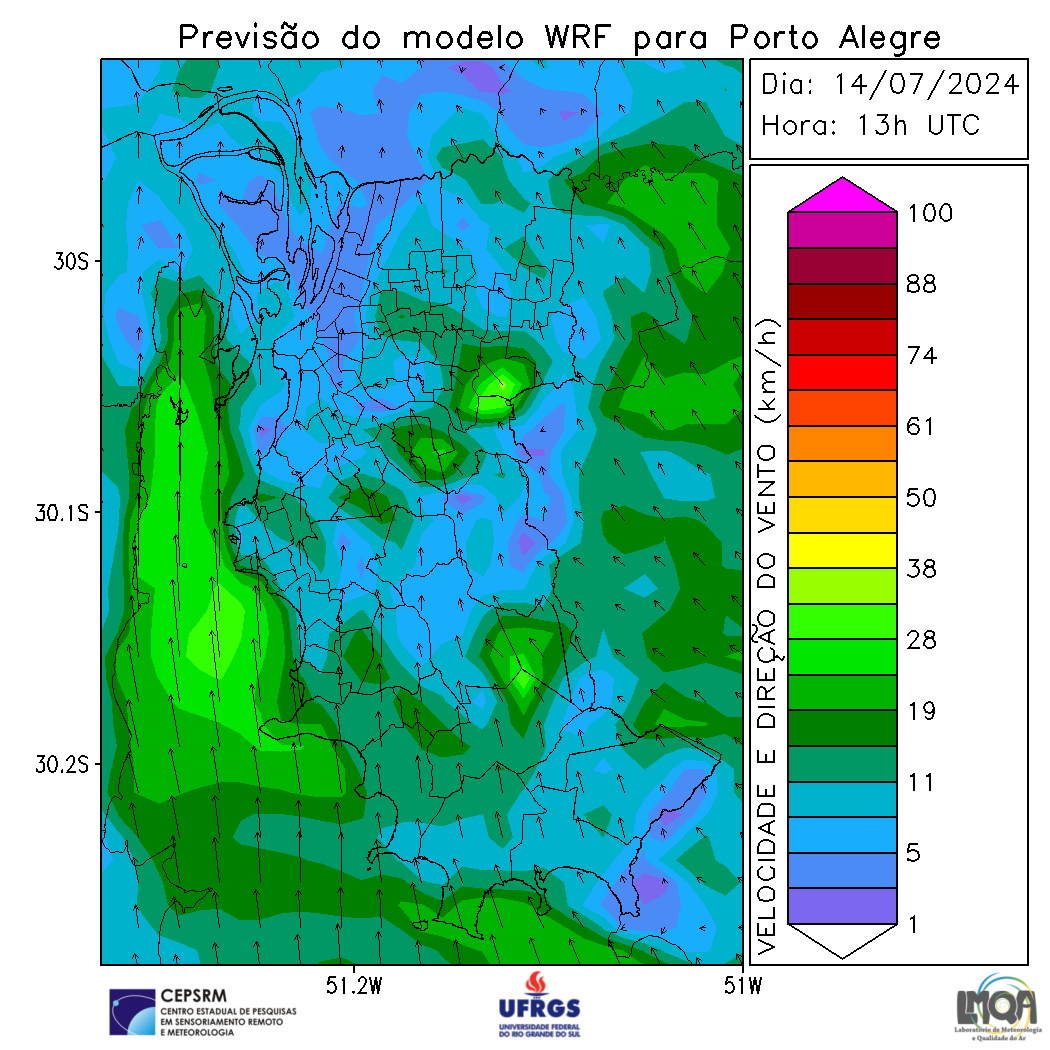 Previsão do modelo WRF para Porto Alegre
Dia: 14/07/2024
Hora: 13h UTC
30S
30.1S
30.2S
51.2W
51W
VELOCIDADE E DIREÇÃO DO VENTO (km/h)
100
88
74
61
50
38
28
19
11
5
1
CEPSRM
CENTRO ESTADUAL DE PESQUISAS
EM SENSORIAMENTO REMOTO
E METEOROLOGIA
UFRGS
UNIVERSIDADE FEDERAL
DO RIO GRANDE DO SUL
LMQA
Laboratório de Meteorologia
e Qualidade do Ar